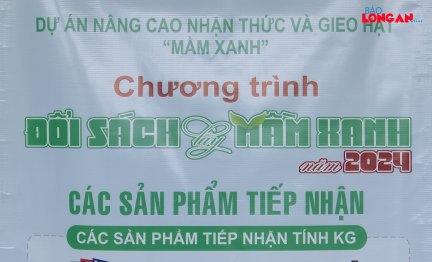 BÁO
LONG AN
DỰ ÁN NÂNG CAO NHẬN THỨC VÀ GIEO HẠT
“MẦM XANH”
Chương trình
ĐỔI SÁCH lấy MẦM XANH
năm 2024
CÁC SẢN PHẨM TIẾP NHẬN
CÁC SẢN PHẨM TIẾP NHẬN TÍNH KG